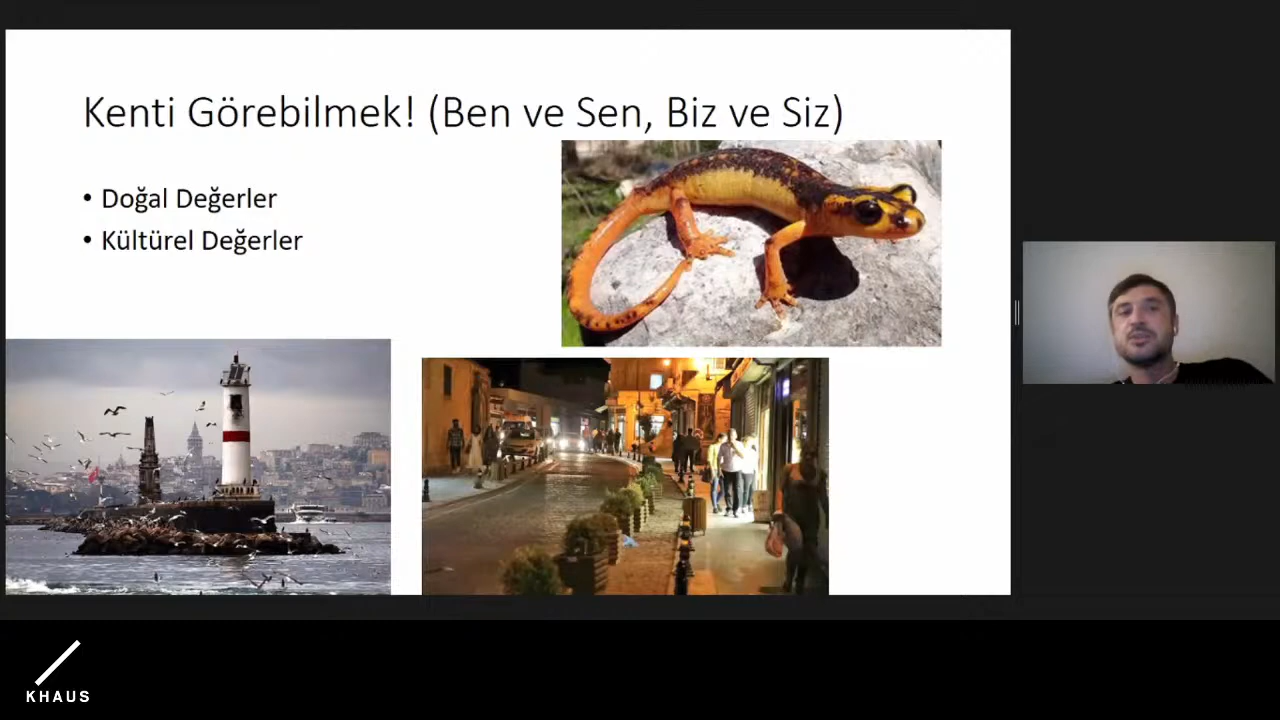 Kenti Görebilmek! (Ben ve Sen, Biz ve Siz)
• Doğal Değerler
• Kültürel Değerler
KHAUS